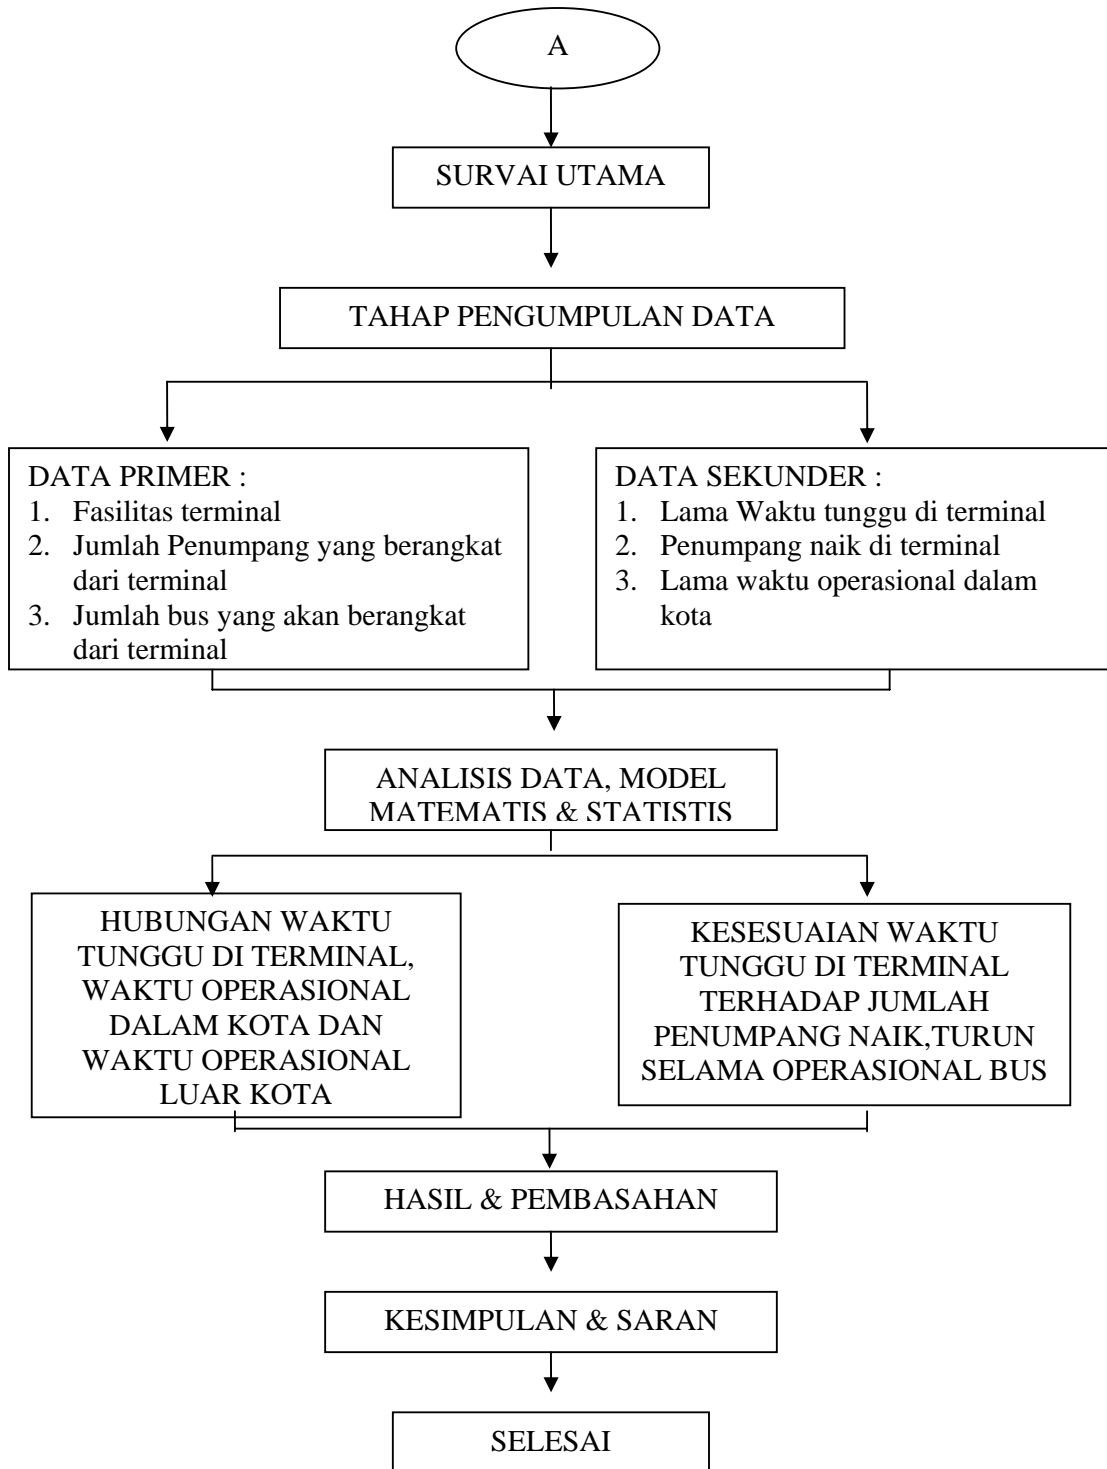 A
SURVAI UTAMA
TAHAP PENGUMPULAN DATA
DATA PRIMER :
1. Fasilitas terminal
2. Jumlah Penumpang yang berangkat
dari terminal
3. Jumlah bus yang akan berangkat
dari terminal
DATA SEKUNDER :
1. Lama Waktu tunggu di terminal
2. Penumpang naik di terminal
3. Lama waktu operasional dalam
kota
ANALISIS DATA, MODEL
MATEMATIS & STATISTIS
HUBUNGAN WAKTU
TUNGGU DI TERMINAL,
WAKTU OPERASIONAL
DALAM KOTA DAN
WAKTU OPERASIONAL
LUAR KOTA
KESESUAIAN WAKTU
TUNGGU DI TERMINAL
TERHADAP JUMLAH
PENUMPANG NAIK,TURUN
SELAMA OPERASIONAL BUS
HASIL & PEMBASAHAN
KESIMPULAN & SARAN
SELESAI